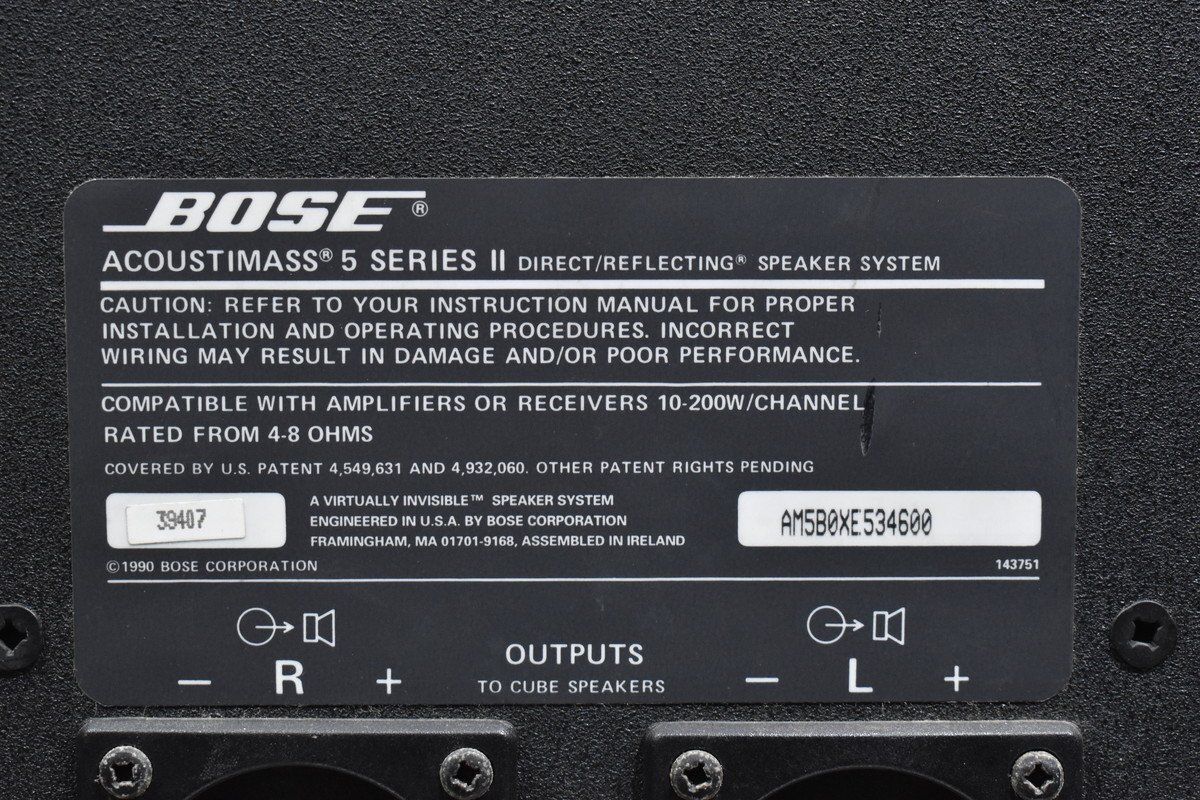 BOSE®
ACOUSTIMASS® 5 SERIES II DIRECT/REFLECTING® SPEAKER SYSTEM
CAUTION: REFER TO YOUR INSTRUCTION MANUAL FOR PROPER
INSTALLATION AND OPERATING PROCEDURES. INCORRECT
WIRING MAY RESULT IN DAMAGE AND/OR POOR PERFORMANCE.
COMPATIBLE WITH AMPLIFIERS OR RECEIVERS 10-200W/CHANNEL
RATED FROM 4-8 OHMS
COVERED BY U.S. PATENT 4,549,631 AND 4,932,060. OTHER PATENT RIGHTS PENDING
39407
A VIRTUALLY INVISIBLE™ SPEAKER SYSTEM
ENGINEERED IN U.S.A. BY BOSE CORPORATION
FRAMINGHAM, MA 01701-9168, ASSEMBLED IN IRELAND
AM5B0XE534600
©1990 BOSE CORPORATION
143751
— R +
OUTPUTS
TO CUBE SPEAKERS
— L +